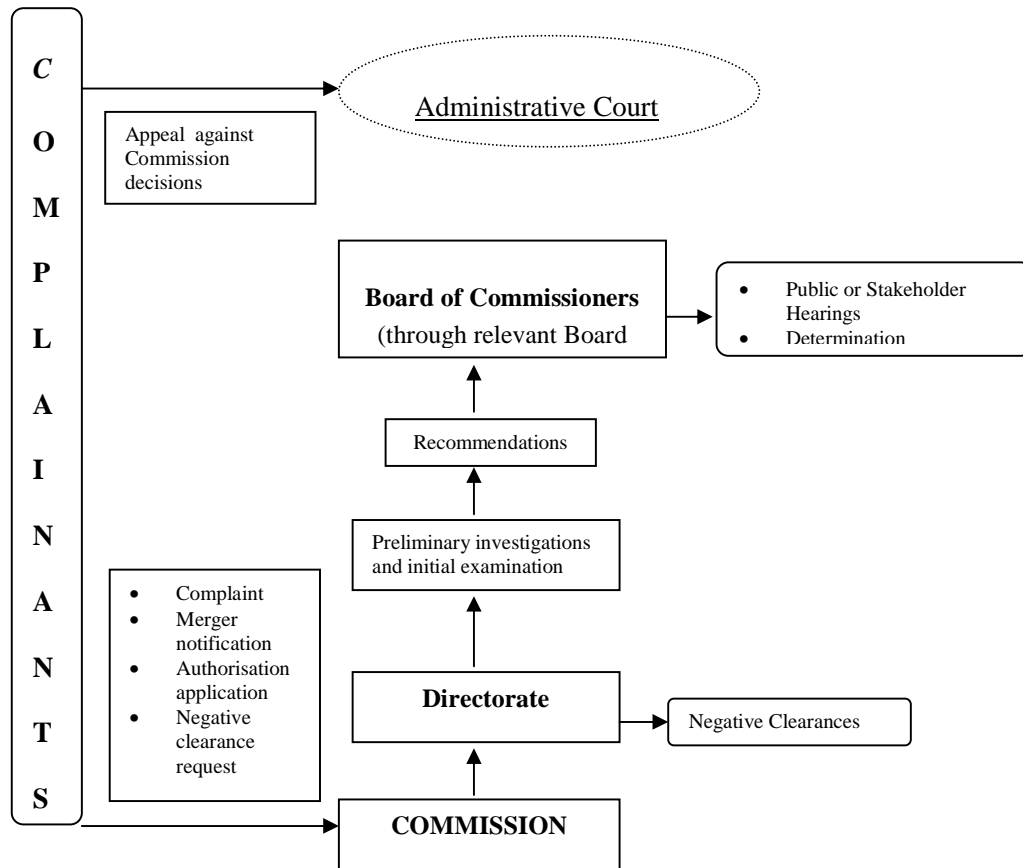 C
O
M
P
L
A
I
N
A
N
T
S
Administrative Court
Appeal against
Commission
decisions
Board of Commissioners
(through relevant Board
• Public or Stakeholder
Hearings
• Determination
Recommendations
Preliminary investigations
and initial examination
• Complaint
• Merger
notification
• Authorisation
application
• Negative
clearance
request
Directorate
Negative Clearances
COMMISSION